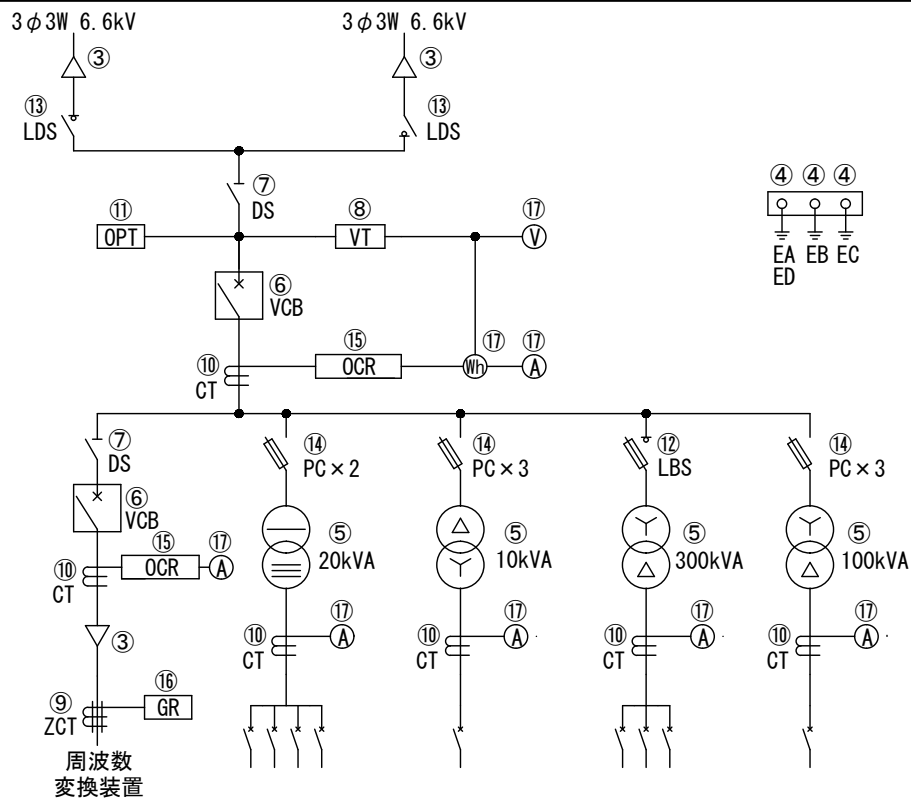 3φ3W 6.6kV
3φ3W 6.6kV
③
③
⑬
LDS
⑬
LDS
⑦
DS
④ ④ ④
EA EB EC
ED
⑪
OPT
⑧
VT
⑰
V
⑥
VCB
⑩
CT
⑮
OCR
⑰
Wh
⑰
A
⑦
DS
⑥
VCB
⑮
OCR
⑰
A
⑩
CT
③
⑨
ZCT
⑯
GR
周波数
変換装置
⑭
PC×2
⑤
20kVA
⑩
CT
⑰
A
⑭
PC×3
⑤
10kVA
⑩
CT
⑰
A
⑫
LBS
⑤
300kVA
⑩
CT
⑰
A
⑭
PC×3
⑤
100kVA
⑩
CT
⑰
A